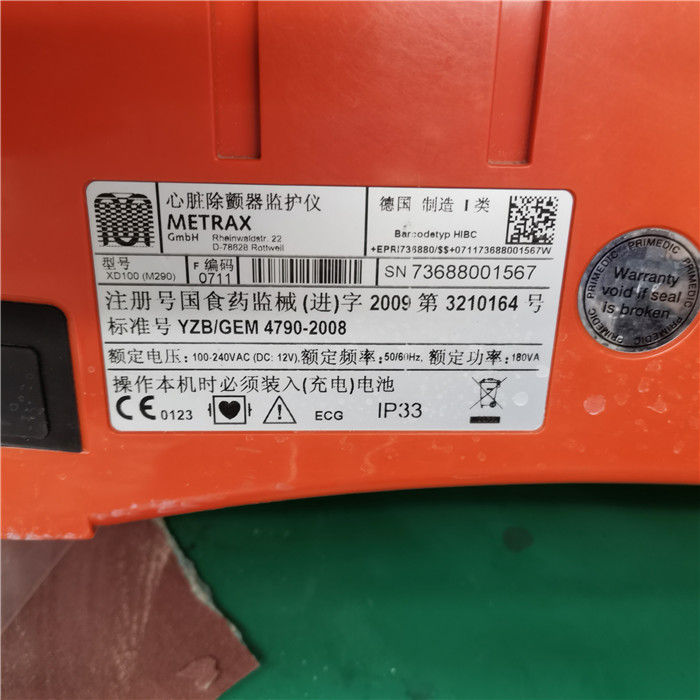 心脏除颤器监护仪
METRAX
GmbH Rheinwaldstr. 22
D-78628 Rottweil
德国 制造 I 类
Barcodetyp HIBC
+EPRI736880/$$+071173688001567W
型号
XD100 (M290)
F 编码
0711
SN 73688001567
注册号国食药监械(进)字 2009 第 3210164 号
标准号 YZB/GEM 4790-2008
额定电压: 100-240VAC (DC: 12V), 额定频率: 50/60Hz, 额定功率: 180VA
操作本机时必须装入(充电)电池
CE 0123
ECG
IP33
PRIMEDIC PRIMEDIC PRIMEDIC
Warranty
void if seal
is broken